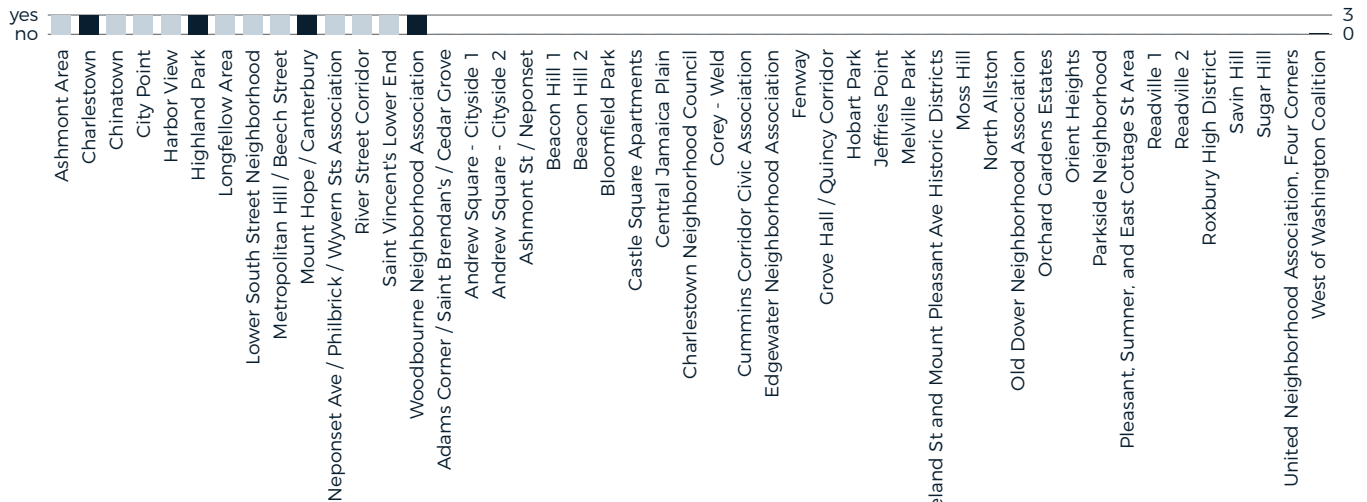 yes
no
3
0
Ashmont Area
Charlestown
Chinatown
City Point
Harbor View
Highland Park
Longfellow Area
Lower South Street Neighborhood
Metropolitan Hill / Beech Street
Mount Hope / Canterbury
Neponset Ave / Philbrick / Wyvern Sts Association
River Street Corridor
Saint Vincent's Lower End
Woodbourne Neighborhood Association
Adams Corner / Saint Brendan's / Cedar Grove
Andrew Square - Cityside 1
Andrew Square - Cityside 2
Ashmont St / Neponset
Beacon Hill 1
Beacon Hill 2
Bloomfield Park
Castle Square Apartments
Central Jamaica Plain
Charlestown Neighborhood Council
Corey - Weld
Cummins Corridor Civic Association
Edgewater Neighborhood Association
Fenway
Grove Hall / Quincy Corridor
Hobart Park
Jeffries Point
Melville Park
St and Mount Pleasant Ave Historic Districts
Moss Hill
North Allston
Old Dover Neighborhood Association
Orchard Gardens Estates
Orient Heights
Parkside Neighborhood
Pleasant, Sumner, and East Cottage St Area
Readville 1
Readville 2
Roxbury High District
Savin Hill
Sugar Hill
United Neighborhood Association, Four Corners
West of Washington Coalition